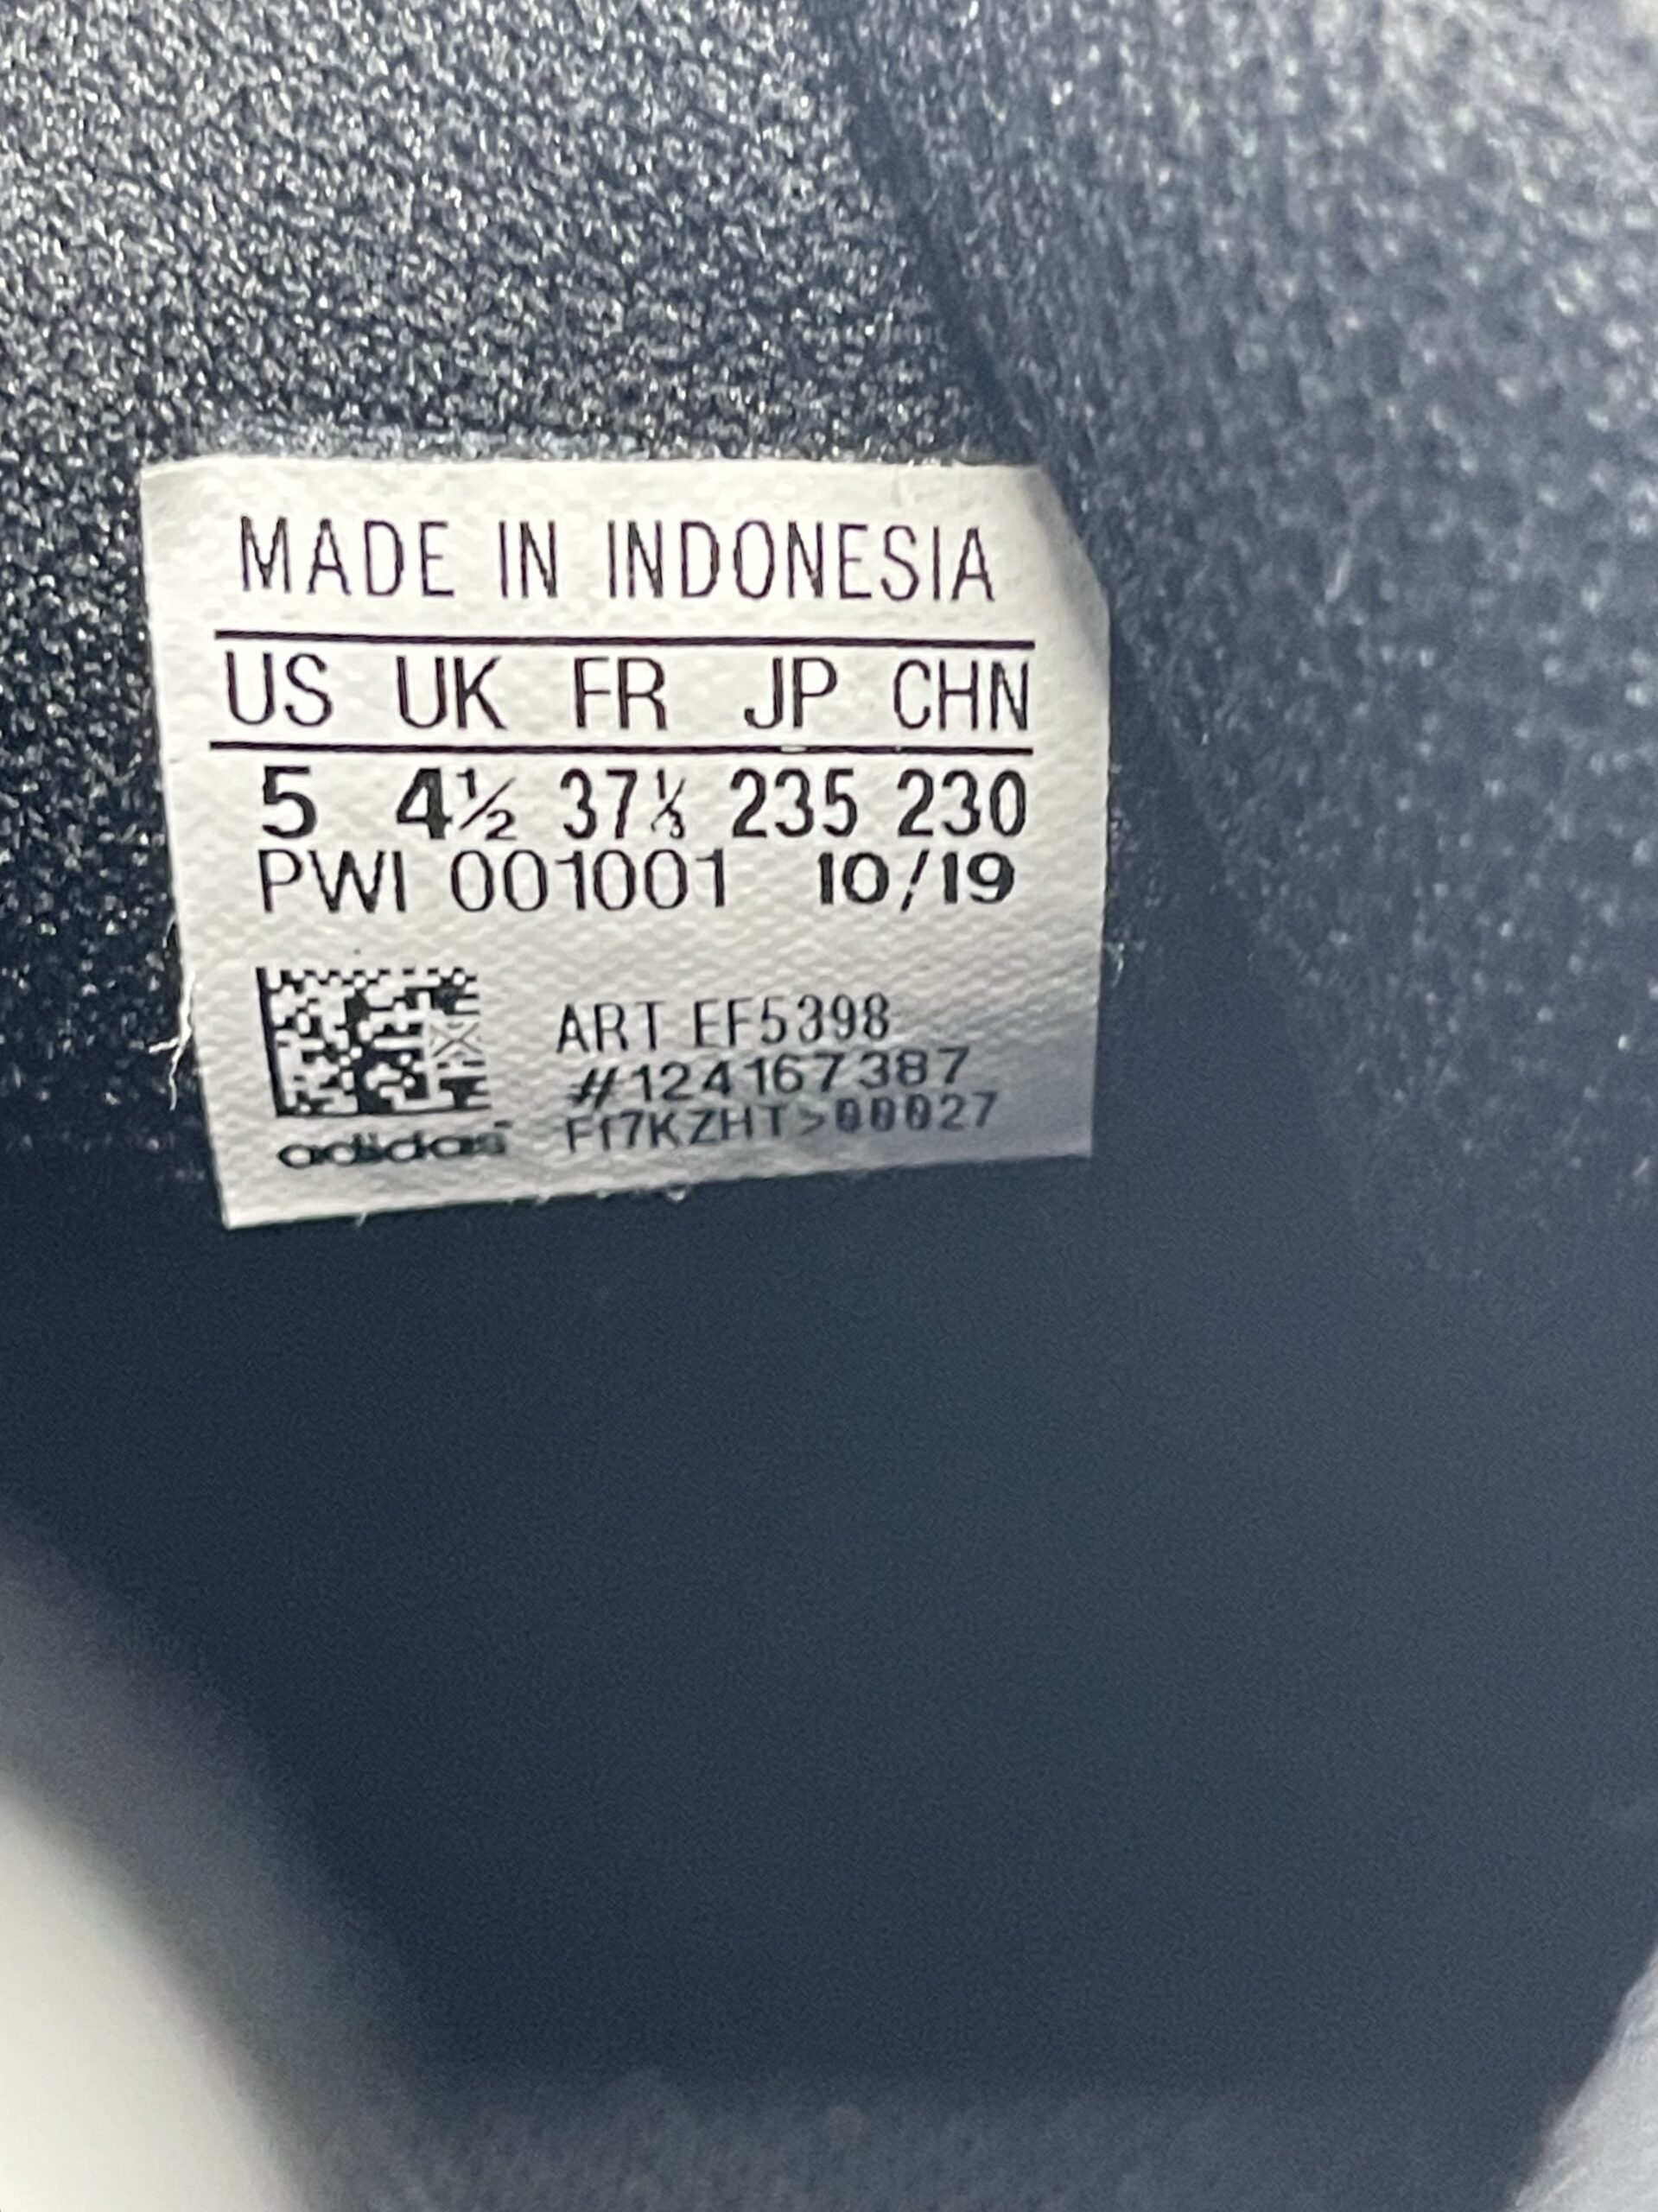 MADE IN INDONESIA
US UK FR JP CHN
5 4½ 37⅓ 235 230
PWI 001001 10/19
ART EF5398
#124167387
F17KZHT>00027
adidas